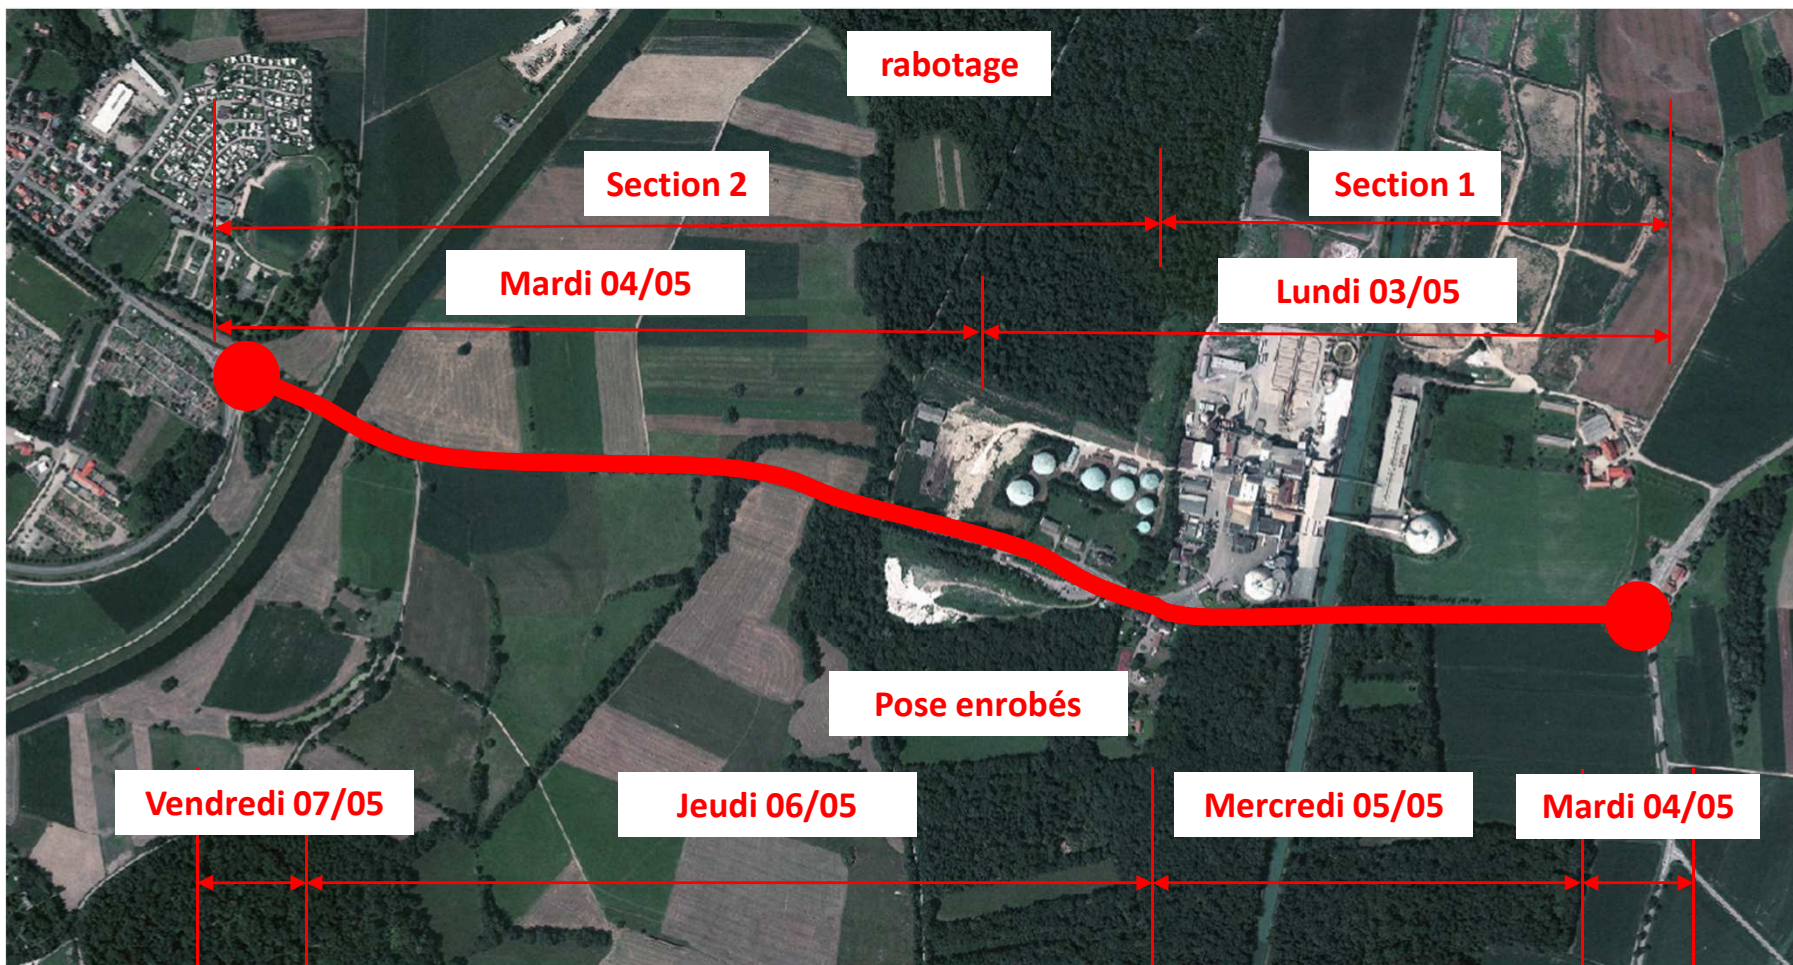 rabotage
Section 2
Section 1
Mardi 04/05
Lundi 03/05
Pose enrobés
Vendredi 07/05
Jeudi 06/05
Mercredi 05/05
Mardi 04/05